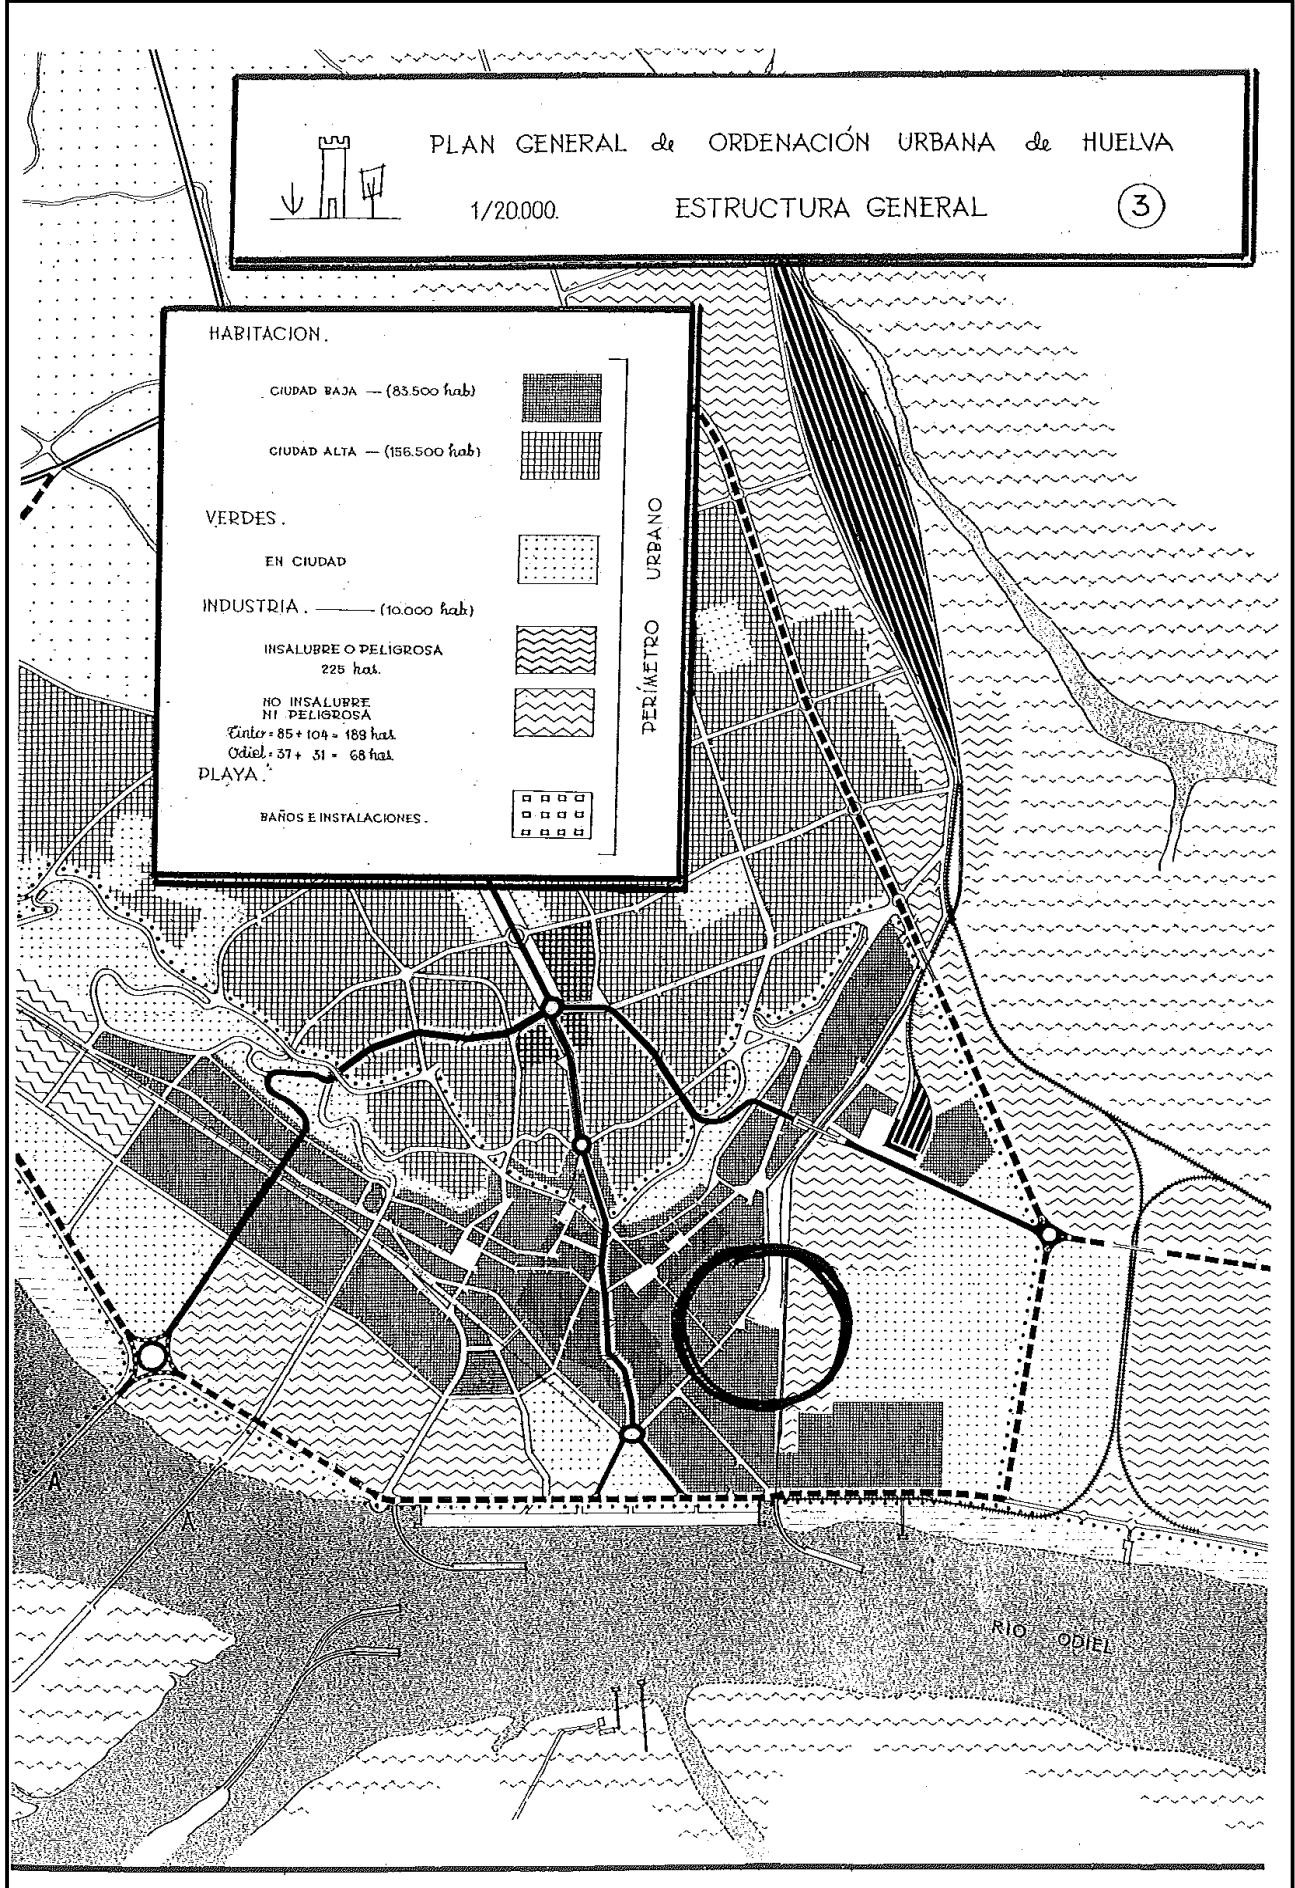 PLAN GENERAL de ORDENACIÓN URBANA de HUELVA
1/20.000. ESTRUCTURA GENERAL 3
HABITACION.
CIUDAD BAJA — (83.500 hab)
CIUDAD ALTA — (156.500 hab)
VERDES.
EN CIUDAD
INDUSTRIA. — (10.000 hab)
INSALUBRE O PELIGROSA
225 has.
NO INSALUBRE
NI PELIGROSA
Tinto = 85 + 104 = 189 has.
Odiel = 37 + 31 = 68 has.
PLAYA.
BAÑOS E INSTALACIONES.
PERÍMETRO URBANO
RIO ODIEL